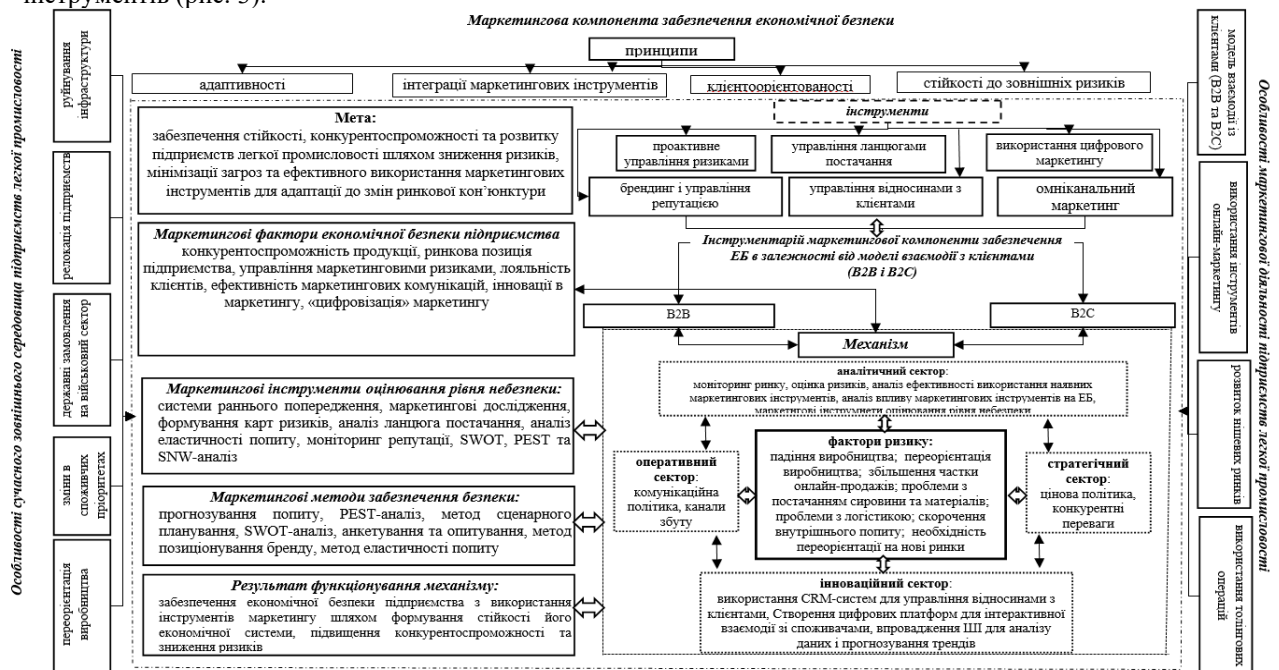 інструментів (рис. 3).
Маркетингова компонента забезпечення економічної безпеки
принципи
адаптивності
інтеграції маркетингових інструментів
клієнтоорієнтованості
стійкості до зовнішніх ризиків
Особливості сучасного зовнішнього середовища підприємств легкої промисловості
руйнування
інфраструктури
релокація підприємств
державні замовлення
на військовий сектор
зміни в
споживчих
пріоритетах
переорієнтація
виробництва
Мета:
забезпечення стійкості, конкурентоспроможності та розвитку
підприємств легкої промисловості шляхом зниження ризиків,
мінімізації загроз та ефективного використання маркетингових
інструментів для адаптації до змін ринкової кон’юнктури
Маркетингові фактори економічної безпеки підприємства
конкурентоспроможність продукції, ринкова позиція
підприємства, управління маркетинговими ризиками, лояльність
клієнтів, ефективність маркетингових комунікацій, інновації в
маркетингу, «цифровізація» маркетингу
Маркетингові інструменти оцінювання рівня небезпеки:
системи раннього попередження, маркетингові дослідження,
формування карт ризиків, аналіз ланцюга постачання, аналіз
еластичності попиту, моніторинг репутації, SWOT, PEST та
SNW-аналіз
Маркетингові методи забезпечення безпеки:
прогнозування попиту, PEST-аналіз, метод сценарного
планування, SWOT-аналіз, анкетування та опитування, метод
позиціонування бренду, метод еластичності попиту
Результат функціонування механізму:
забезпечення економічної безпеки підприємства з використання
інструментів маркетингу шляхом формування стійкості його
економічної системи, підвищення конкурентоспроможності та
зниження ризиків
інструменти
проактивне
управління ризиками
управління ланцюгами
постачання
використання цифрового
маркетингу
брендинг і управління
репутацією
управління відносинами з
клієнтами
омніканальний
маркетинг
Інструментарій маркетингової компоненти забезпечення
ЕБ в залежності від моделі взаємодії з клієнтами
(B2B і B2C)
B2B
B2C
Механізм
аналітичний сектор:
моніторинг ринку, оцінка ризиків, аналіз ефективності використання наявних
маркетингових інструментів, аналіз впливу маркетингових інструментів на ЕБ,
маркетингові інструменти оцінювання рівня небезпеки
оперативний
сектор:
комунікаційна
політика, канали
збуту
фактори ризику:
падіння виробництва; переорієнтація
виробництва; збільшення частки
онлайн-продажів; проблеми з
постачанням сировини та матеріалів;
проблеми з логістикою; скорочення
внутрішнього попиту; необхідність
переорієнтації на нові ринки
стратегічний
сектор:
цінова політика,
конкурентні
переваги
інноваційний сектор:
використання CRM-систем для управління відносинами з
клієнтами, Створення цифрових платформ для інтерактивної
взаємодії зі споживачами, впровадження ШІ для аналізу
даних і прогнозування трендів
модель взаємодії із
клієнтами (B2B та B2C)
використання інструментів
онлайн-маркетингу
розвиток нішевих ринків
використання толінгових
операцій
Особливості маркетингової діяльності підприємств легкої промисловості